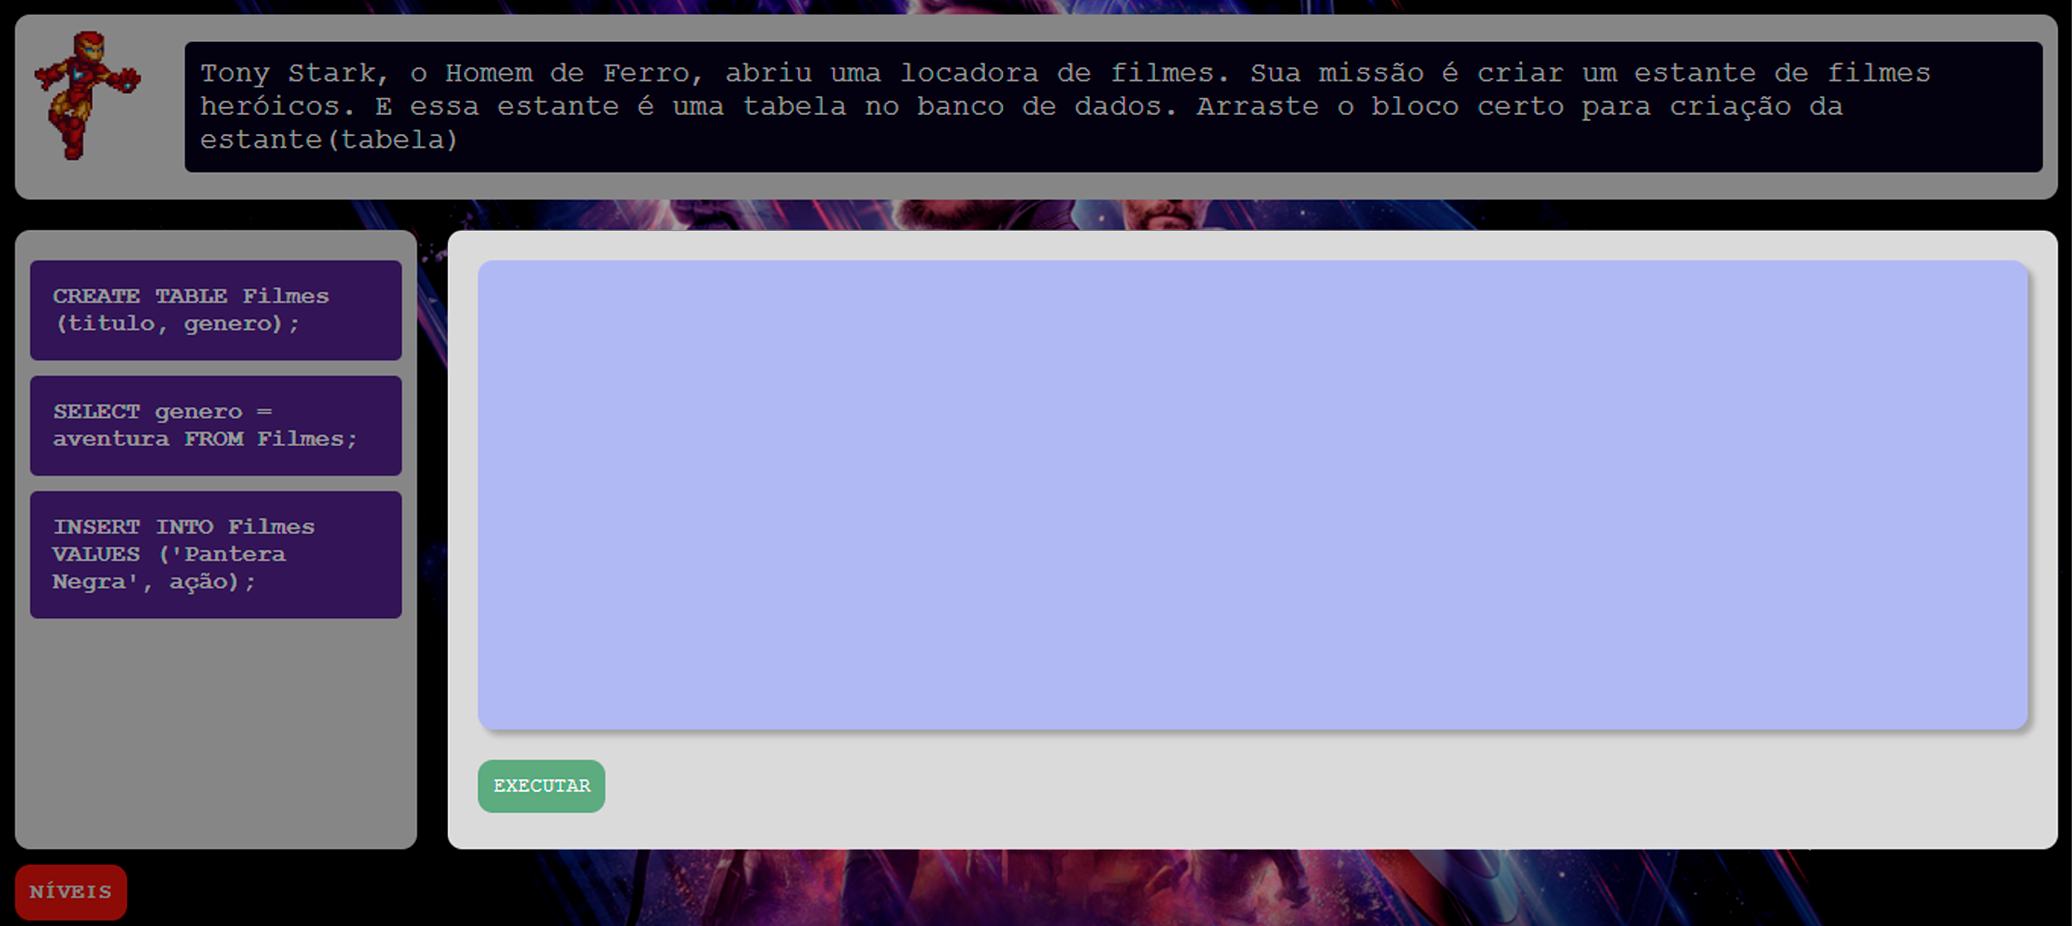 Tony Stark, o Homem de Ferro, abriu uma locadora de filmes. Sua missão é criar um estante de filmes
heróicos. E essa estante é uma tabela no banco de dados. Arraste o bloco certo para criação da
estante(tabela)
CREATE TABLE Filmes
(titulo, genero);
SELECT genero =
aventura FROM Filmes;
INSERT INTO Filmes
VALUES ('Pantera
Negra', ação);
EXECUTAR
NÍVEIS